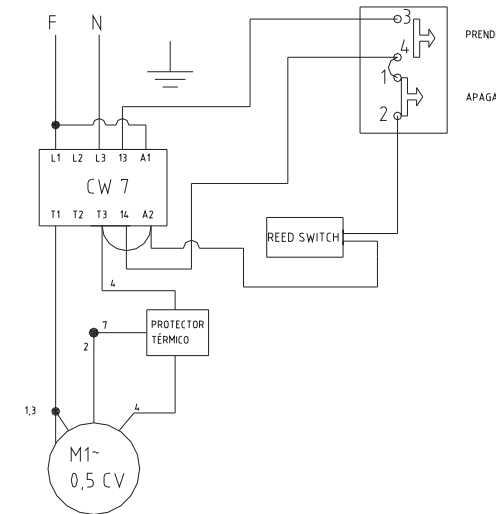 F N
3
PRENDE
4
1
APAGA
2
L1 L2 L3 13 A1
CW 7
T1 T2 T3 14 A2
REED SWITCH
4
PROTECTOR
TÉRMICO
7
2
1,3
4
M1~
0,5 CV